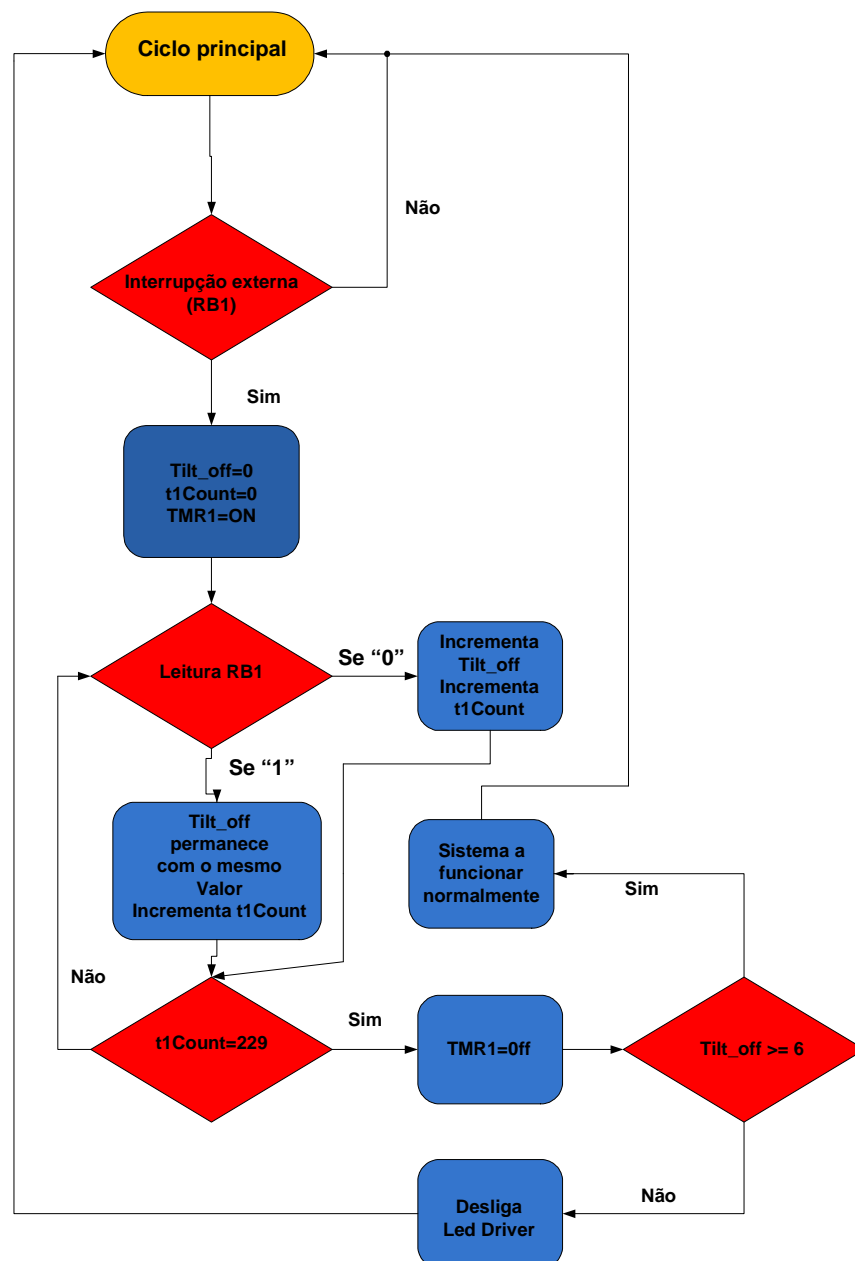 Ciclo principal
Não
Interrupção externa
(RB1)
Sim
Tilt_off=0
t1Count=0
TMR1=ON
Leitura RB1
Se “0”
Incrementa
Tilt_off
Incrementa
t1Count
Se “1”
Tilt_off
permanece
com o mesmo
Valor
Incrementa t1Count
Sistema a
funcionar
normalmente
Sim
Não
t1Count=229
Sim
TMR1=0ff
Tilt_off >= 6
Não
Desliga
Led Driver